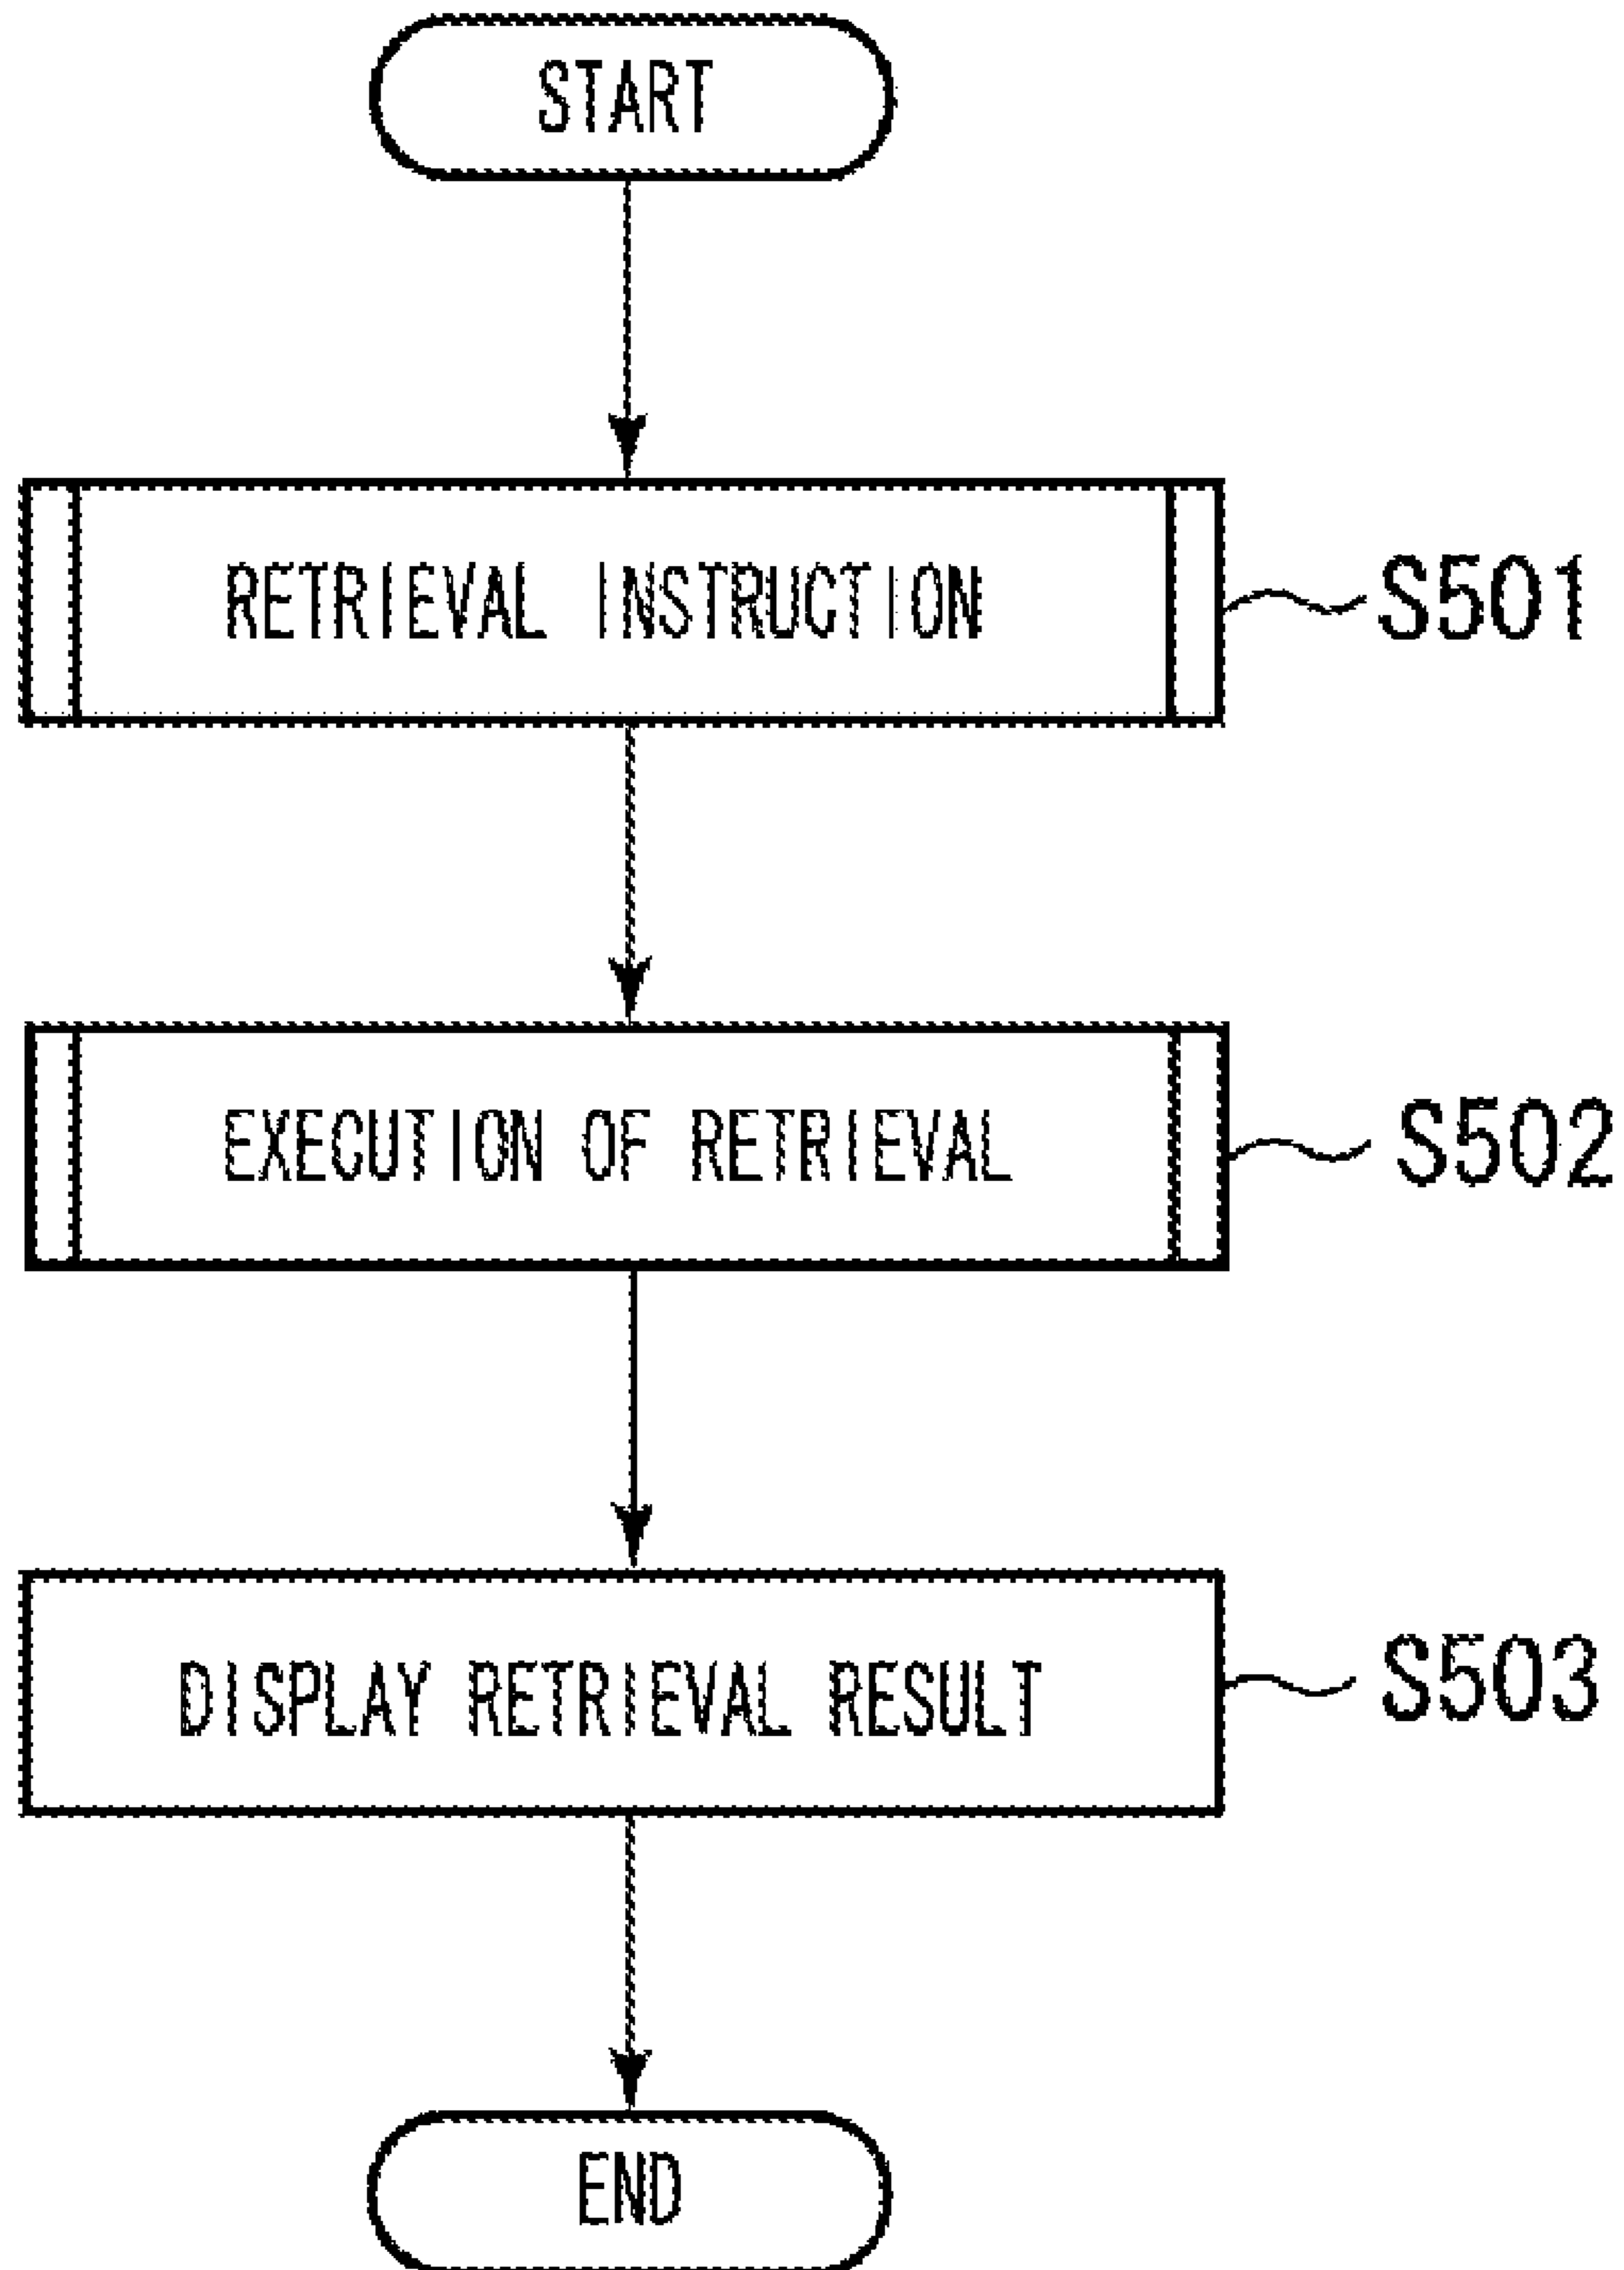 START
RETRIEVAL INSTRUCTION
S501
EXECUTION OF RETRIEVAL
S502
DISPLAY RETRIEVAL RESULT
S503
END